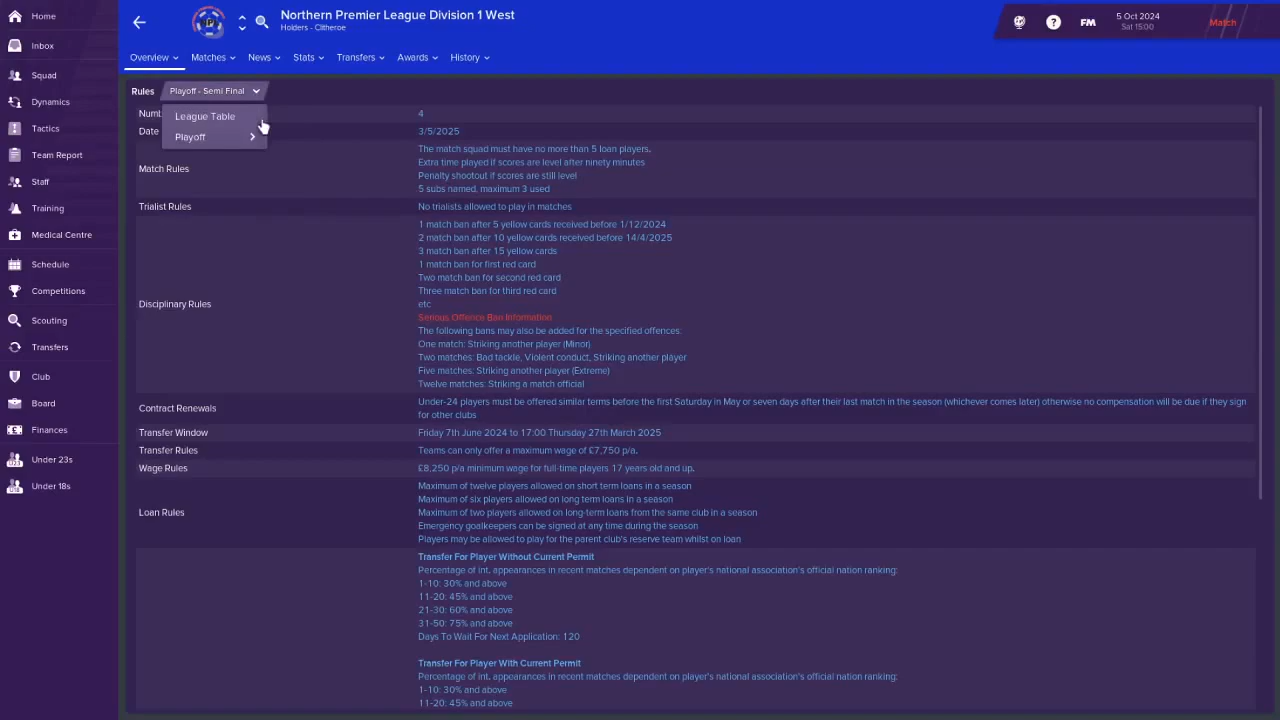 Northern Premier League Division 1 West
Holders - Clitheroe
FM
5 Oct 2024
Sat 15:00
Match
Overview
Matches
News
Stats
Transfers
Awards
History
Home
Inbox
Squad
Dynamics
Tactics
Team Report
Staff
Training
Medical Centre
Schedule
Competitions
Scouting
Transfers
Club
Board
Finances
Under 23s
Under 18s
Rules
Playoff - Semi Final
League Table
Playoff
4
Date
3/5/2025
Match Rules
The match squad must have no more than 5 loan players.
Extra time played if scores are level after ninety minutes
Penalty shootout if scores are still level
5 subs named, maximum 3 used
Trialist Rules
No trialists allowed to play in matches
Disciplinary Rules
1 match ban after 5 yellow cards received before 1/12/2024
2 match ban after 10 yellow cards received before 14/4/2025
3 match ban after 15 yellow cards
1 match ban for first red card
Two match ban for second red card
Three match ban for third red card
etc
Serious Offence Ban Information
The following bans may also be added for the specified offences:
One match: Striking another player (Minor)
Two matches: Bad tackle, Violent conduct, Striking another player
Five matches: Striking another player (Extreme)
Twelve matches: Striking a match official
Contract Renewals
Under-24 players must be offered similar terms before the first Saturday in May or seven days after their last match in the season (whichever comes later) otherwise no compensation will be due if they sign
for other clubs
Transfer Window
Friday 7th June 2024 to 17:00 Thursday 27th March 2025
Transfer Rules
Teams can only offer a maximum wage of £7,750 p/a.
Wage Rules
£8,250 p/a minimum wage for full-time players 17 years old and up.
Loan Rules
Maximum of twelve players allowed on short term loans in a season
Maximum of six players allowed on long term loans in a season
Maximum of two players allowed on long-term loans from the same club in a season
Emergency goalkeepers can be signed at any time during the season
Players may be allowed to play for the parent club's reserve team whilst on loan
Transfer For Player Without Current Permit
Percentage of int. appearances in recent matches dependent on player's national association's official nation ranking:
1-10: 30% and above
11-20: 45% and above
21-30: 60% and above
31-50: 75% and above
Days To Wait For Next Application: 120
Transfer For Player With Current Permit
Percentage of int. appearances in recent matches dependent on player's national association's official nation ranking:
1-10: 30% and above
11-20: 45% and above